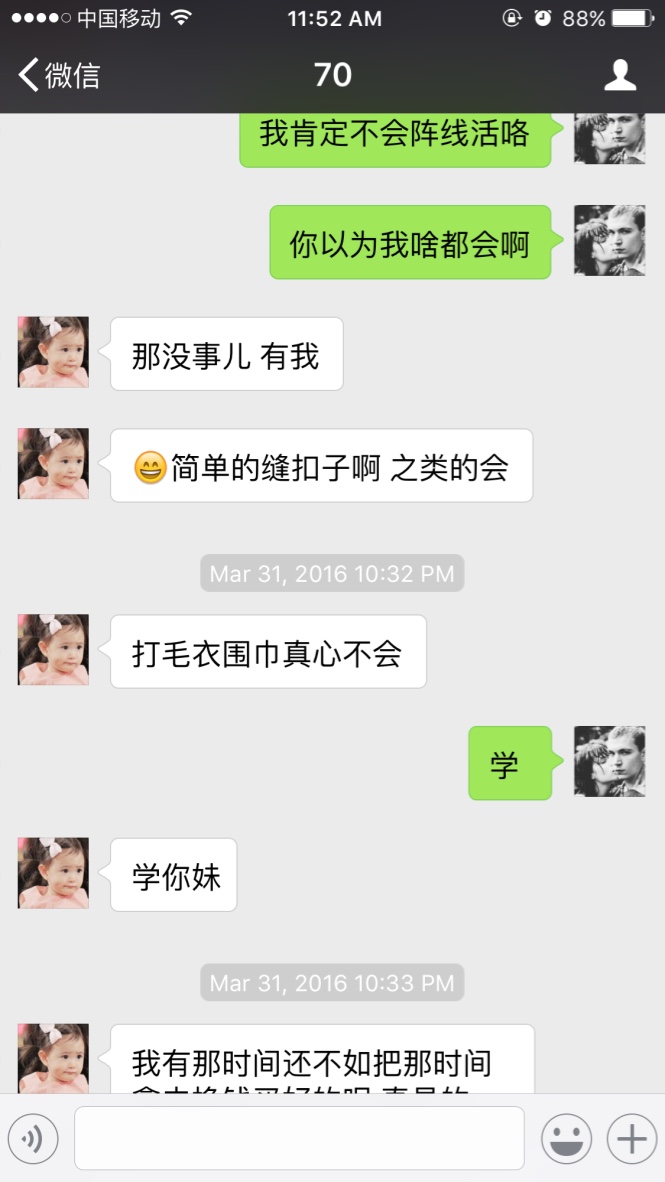 中国移动 11:52 AM 88%
微信 70
我肯定不会阵线活咯
你以为我啥都会啊
那没事儿 有我
😄简单的缝扣子啊 之类的会
Mar 31, 2016 10:32 PM
打毛衣围巾真心不会
学
学你妹
Mar 31, 2016 10:33 PM
我有那时间还不如把那时间